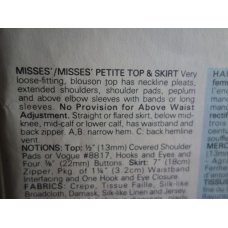 MISSES'/MISSES' PETITE TOP & SKIRT Very
loose-fitting, blouson top has neckline pleats,
extended shoulders, shoulder pads, self
peplum and above elbow sleeves with bands or long
sleeves. No Provision for Above Waist
Adjustment. Straight or flared skirt, below mid-
knee, mid-calf or lower calf, has waistband and
back zipper. A,B: narrow hem. C: back hemline
vent
NOTIONS: Top: ½" (13mm) Covered Shoulder
Pads or Vogue #8817, Hooks and Eyes and
Four ⅞" (22mm) Buttons. Skirt: 7" (18cm)
Zipper, Pkg. of 1¼" (3.2cm) Waistband
Interfacing and One Hook and Eye Closure.
FABRICS: Crepe, Tissue Faille, Silk-like
Broadcloth, Damask, Silk-like Linen and Jersey